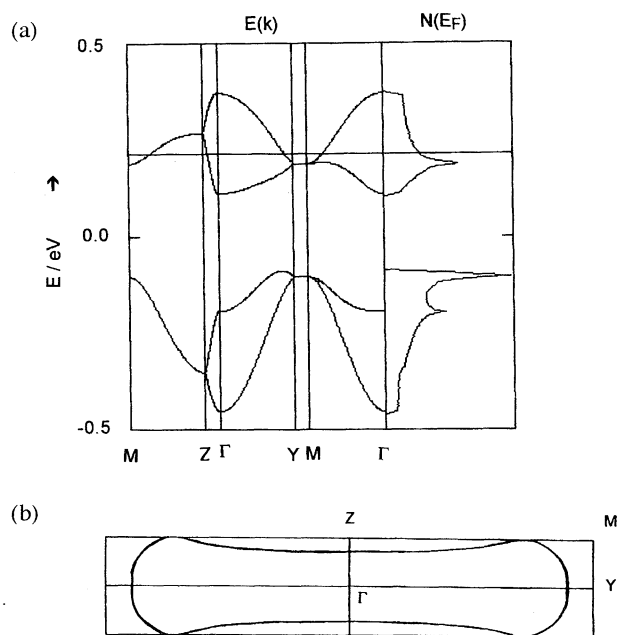 (a)
E(k)
N(EF)
0.5
0.0
-0.5
E / eV →
M Z Γ Y M Γ
(b)
Z
M
Y
Γ